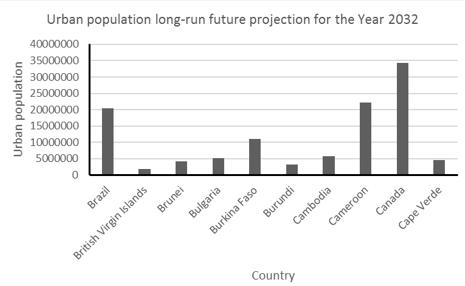 Urban population long-run future projection for the Year 2032
Urban population
40000000
35000000
30000000
25000000
20000000
15000000
10000000
5000000
0
Brazil
British Virgin Islands
Brunei
Bulgaria
Burkina Faso
Burundi
Cambodia
Cameroon
Canada
Cape Verde
Country